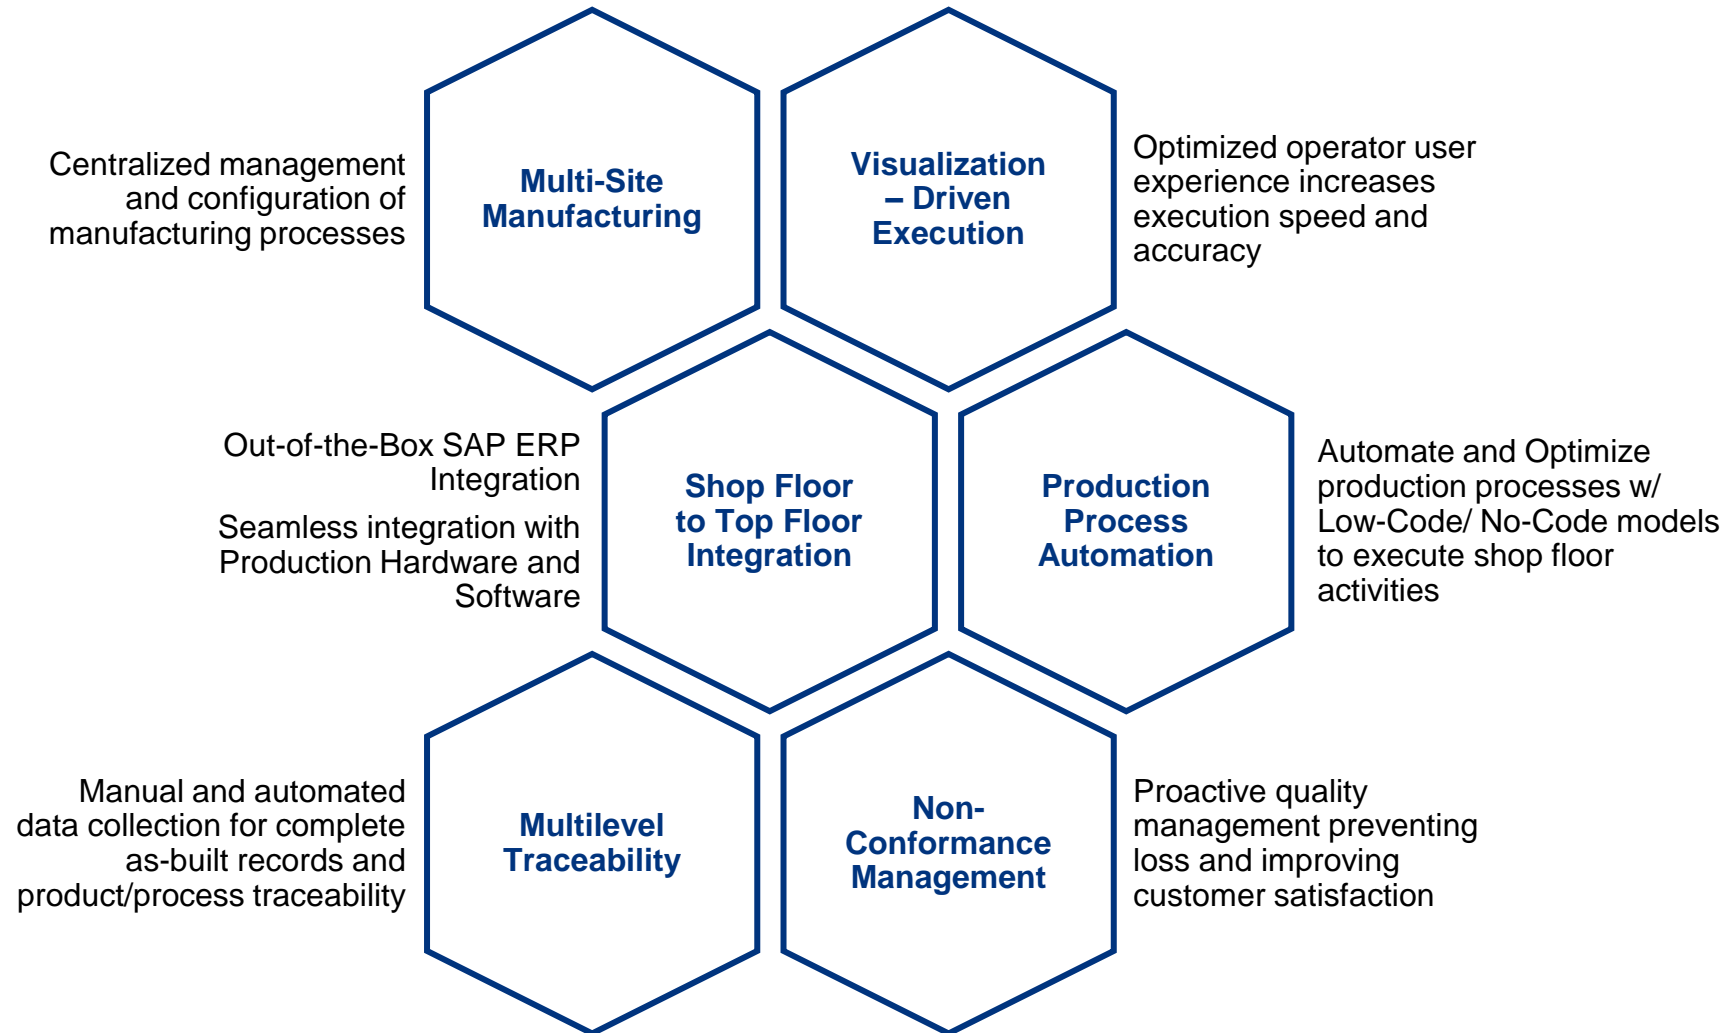 Centralized management
and configuration of
manufacturing processes
Multi-Site
Manufacturing
Visualization
– Driven
Execution
Optimized operator user
experience increases
execution speed and
accuracy
Out-of-the-Box SAP ERP
Integration
Seamless integration with
Production Hardware and
Software
Shop Floor
to Top Floor
Integration
Production
Process
Automation
Automate and Optimize
production processes w/
Low-Code/ No-Code models
to execute shop floor
activities
Manual and automated
data collection for complete
as-built records and
product/process traceability
Multilevel
Traceability
Non-
Conformance
Management
Proactive quality
management preventing
loss and improving
customer satisfaction